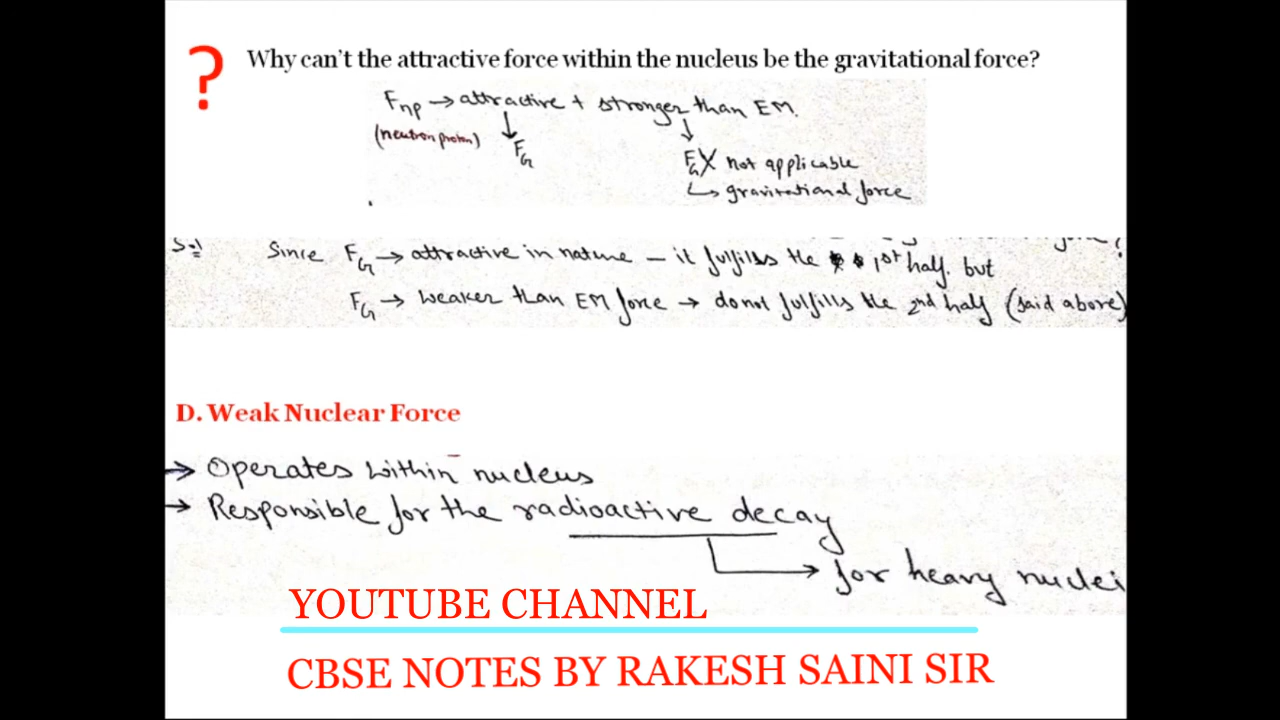 ?
Why can't the attractive force within the nucleus be the gravitational force?
Fnp → attractive + stronger than EM.
(neutron proton)
FG
FG X not applicable
↳ gravitational force
Sol
Since FG → attractive in nature - it fulfills the 1st half. but
FG → weaker than EM force → do not fulfills the 2nd half (said above)
D. Weak Nuclear Force
→ Operates within nucleus
→ Responsible for the radioactive decay
→ for heavy nuclei
YOUTUBE CHANNEL
CBSE NOTES BY RAKESH SAINI SIR